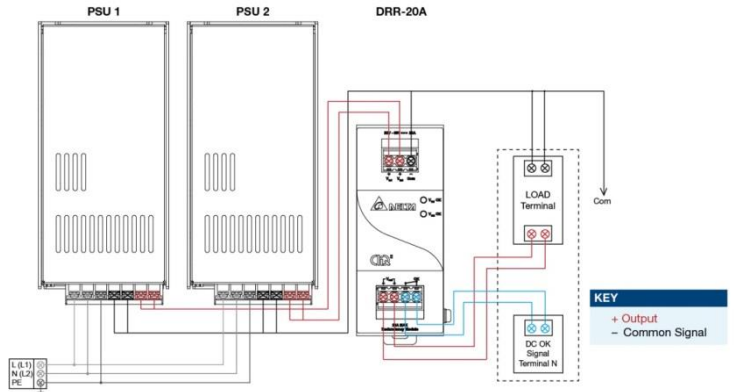 PSU 1
PSU 2
DRR-20A
DELTA
LOAD
Terminal
Com
KEY
+ Output
– Common Signal
DC OK
Signal
Terminal N
L (L1)
N (L2)
PE